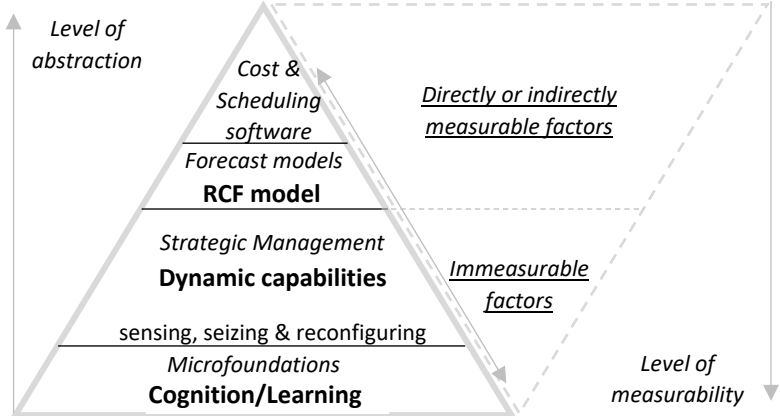 Level of
abstraction
Cost &
Scheduling
software
Forecast models
RCF model
Strategic Management
Dynamic capabilities
sensing, seizing & reconfiguring
Microfoundations
Cognition/Learning
Directly or indirectly
measurable factors
Immeasurable
factors
Level of
measurability